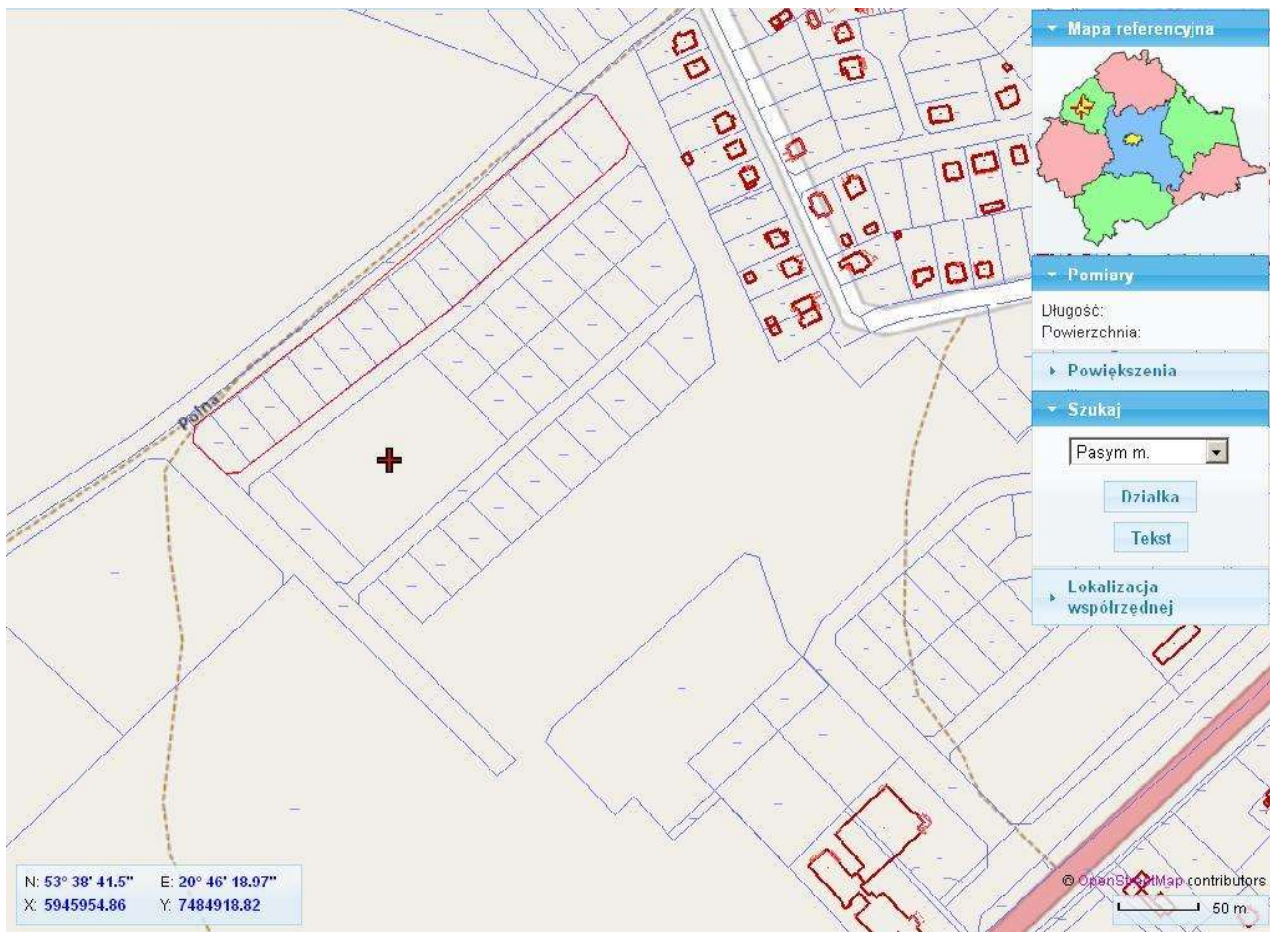 Mapa referencyjna
Pomiary
Długość:
Powierzchnia:
Powiększenia
Szukaj
Pasym m.
Działka
Tekst
Lokalizacja
współrzędnej
Polna
N: 53° 38' 41.5" E: 20° 46' 18.97"
X: 5945954.86 Y: 7484918.82
© OpenStreetMap contributors
50 m